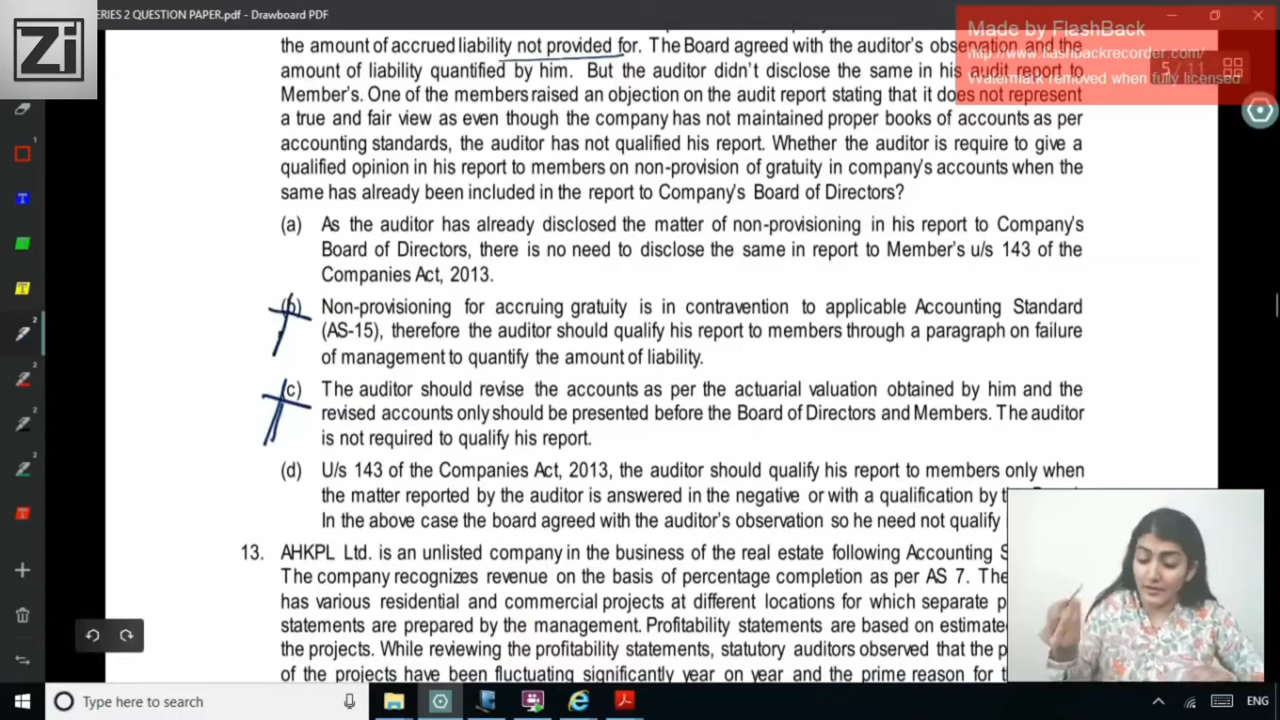 ERIES 2 QUESTION PAPER.pdf - Drawboard PDF
Zi
Made by FlashBack
http://www.flashbackrecorder.com/
Watermark removed when fully licensed
5 / 11
the amount of accrued liability not provided for. The Board agreed with the auditor's observation and the
amount of liability quantified by him. But the auditor didn't disclose the same in his audit report to
Member's. One of the members raised an objection on the audit report stating that it does not represent
a true and fair view as even though the company has not maintained proper books of accounts as per
accounting standards, the auditor has not qualified his report. Whether the auditor is require to give a
qualified opinion in his report to members on non-provision of gratuity in company's accounts when the
same has already been included in the report to Company's Board of Directors?
(a) As the auditor has already disclosed the matter of non-provisioning in his report to Company's
Board of Directors, there is no need to disclose the same in report to Member's u/s 143 of the
Companies Act, 2013.
(b) Non-provisioning for accruing gratuity is in contravention to applicable Accounting Standard
(AS-15), therefore the auditor should qualify his report to members through a paragraph on failure
of management to quantify the amount of liability.
(c) The auditor should revise the accounts as per the actuarial valuation obtained by him and the
revised accounts only should be presented before the Board of Directors and Members. The auditor
is not required to qualify his report.
(d) U/s 143 of the Companies Act, 2013, the auditor should qualify his report to members only when
the matter reported by the auditor is answered in the negative or with a qualification by
In the above case the board agreed with the auditor's observation so he need not qualify
13. AHKPL Ltd. is an unlisted company in the business of the real estate following Accounting
The company recognizes revenue on the basis of percentage completion as per AS 7. The
has various residential and commercial projects at different locations for which separate
statements are prepared by the management. Profitability statements are based on estimate
the projects. While reviewing the profitability statements, statutory auditors observed that the
of the projects have been fluctuating significantly year on year and the prime reason for
Type here to search
ENG